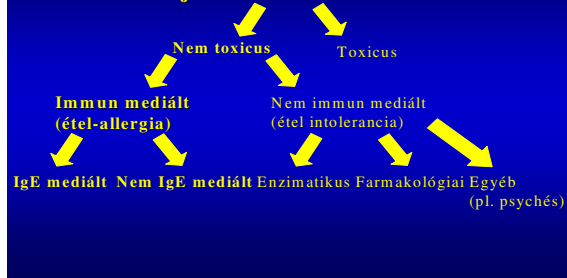 Nem toxicus
Toxicus
Immun mediált
(étel-allergia)
Nem immun mediált
(étel intolerancia)
IgE mediált Nem IgE mediált Enzimatikus Farmakológiai Egyéb
(pl. psychés)